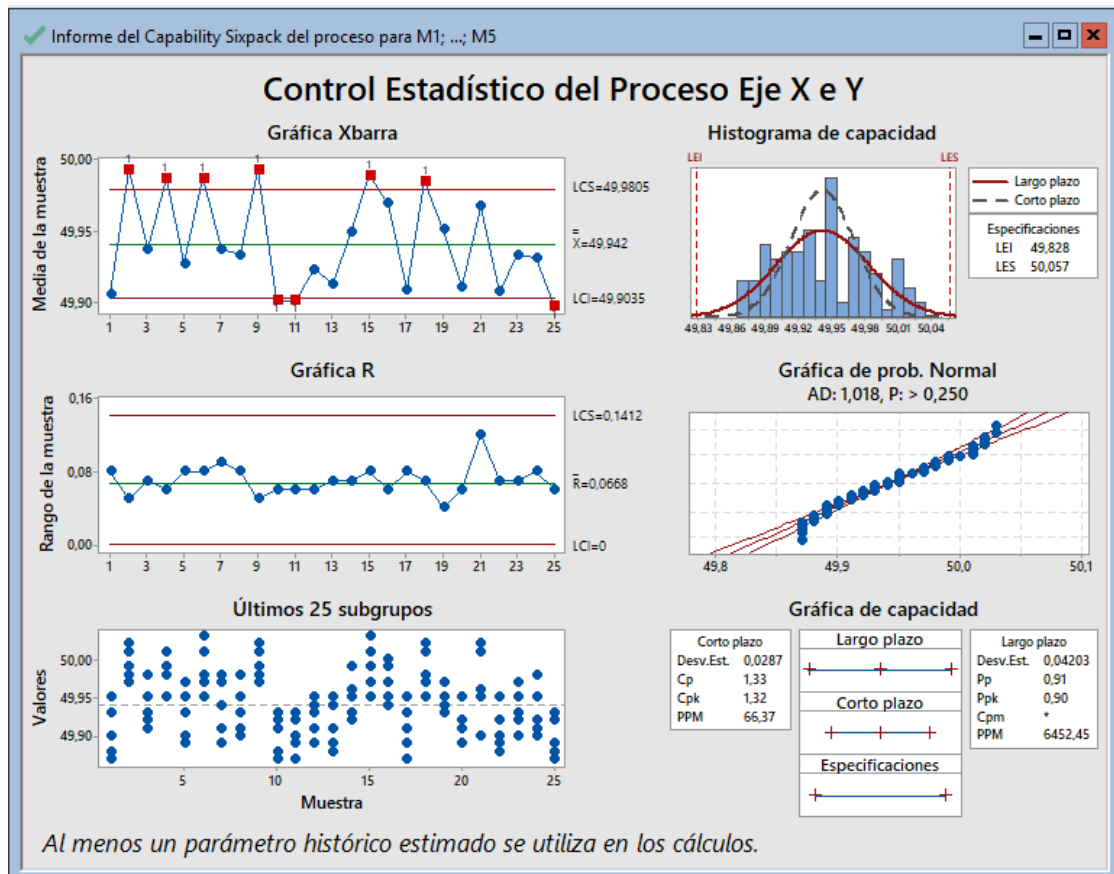 Informe del Capability Sixpack del proceso para M1; ...; M5
Control Estadístico del Proceso Eje X e Y
Gráfica Xbarra
Media de la muestra
50,00
49,95
49,90
1 1 1 1 1 1
1 1 1
LCS=49,9805
=
X=49,942
LCI=49,9035
1 3 5 7 9 11 13 15 17 19 21 23 25
Gráfica R
Rango de la muestra
0,16
0,08
0,00
LCS=0,1412
_
R=0,0668
LCI=0
1 3 5 7 9 11 13 15 17 19 21 23 25
Últimos 25 subgrupos
Valores
50,00
49,95
49,90
5 10 15 20 25
Muestra
Histograma de capacidad
LEI LES
49,83 49,86 49,89 49,92 49,95 49,98 50,01 50,04
Largo plazo
Corto plazo
Especificaciones
LEI 49,828
LES 50,057
Gráfica de prob. Normal
AD: 1,018, P: > 0,250
49,8 49,9 50,0 50,1
Gráfica de capacidad
Corto plazo
Desv.Est. 0,0287
Cp 1,33
Cpk 1,32
PPM 66,37
Largo plazo
Corto plazo
Especificaciones
Largo plazo
Desv.Est. 0,04203
Pp 0,91
Ppk 0,90
Cpm *
PPM 6452,45
Al menos un parámetro histórico estimado se utiliza en los cálculos.